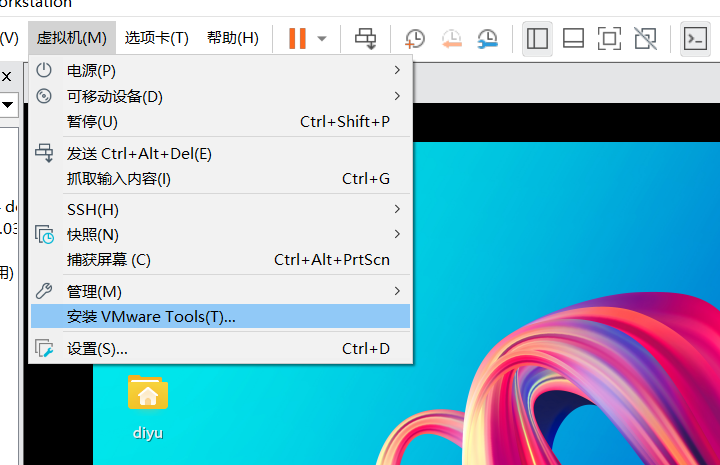 orkstation
(V) 虚拟机(M) 选项卡(T) 帮助(H)
电源(P)
可移动设备(D)
暂停(U) Ctrl+Shift+P
发送 Ctrl+Alt+Del(E)
抓取输入内容(I) Ctrl+G
SSH(H)
快照(N)
捕获屏幕 (C) Ctrl+Alt+PrtScn
管理(M)
安装 VMware Tools(T)...
设置(S)... Ctrl+D
.03
用)
diyu